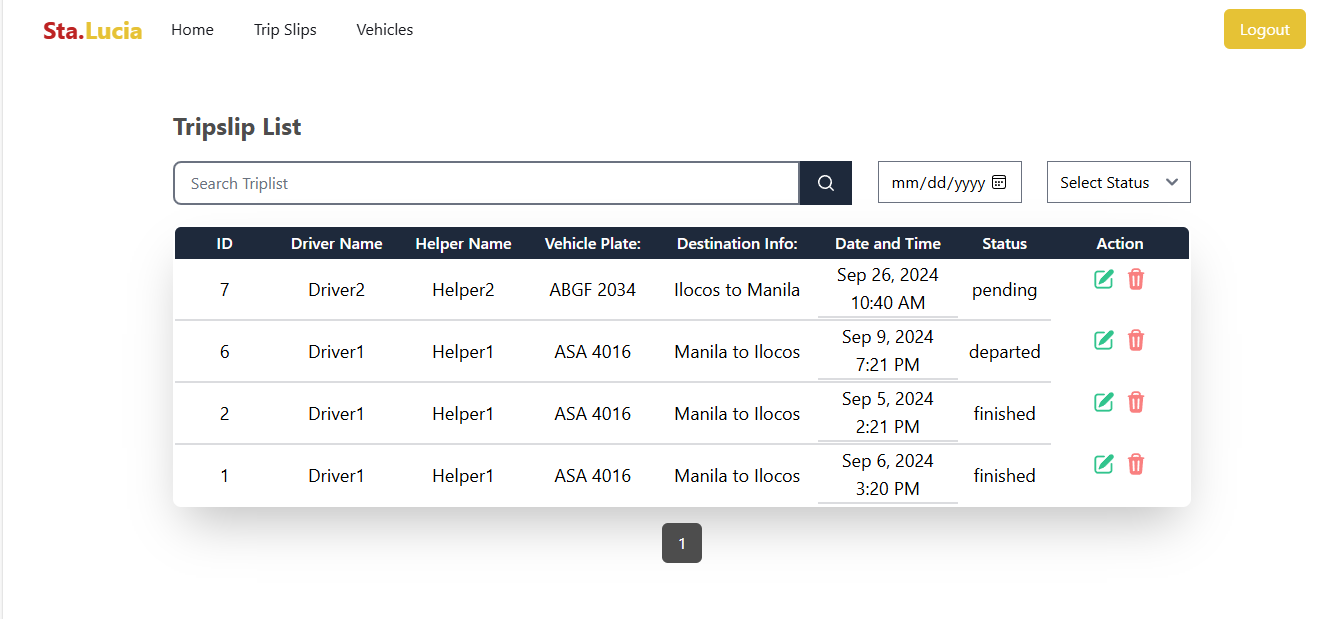 Sta.Lucia Home Trip Slips Vehicles Logout
Tripslip List
Search Triplist mm/dd/yyyy Select Status
ID Driver Name Helper Name Vehicle Plate: Destination Info: Date and Time Status Action
7 Driver2 Helper2 ABGF 2034 Ilocos to Manila Sep 26, 2024 10:40 AM pending
6 Driver1 Helper1 ASA 4016 Manila to Ilocos Sep 9, 2024 7:21 PM departed
2 Driver1 Helper1 ASA 4016 Manila to Ilocos Sep 5, 2024 2:21 PM finished
1 Driver1 Helper1 ASA 4016 Manila to Ilocos Sep 6, 2024 3:20 PM finished
1